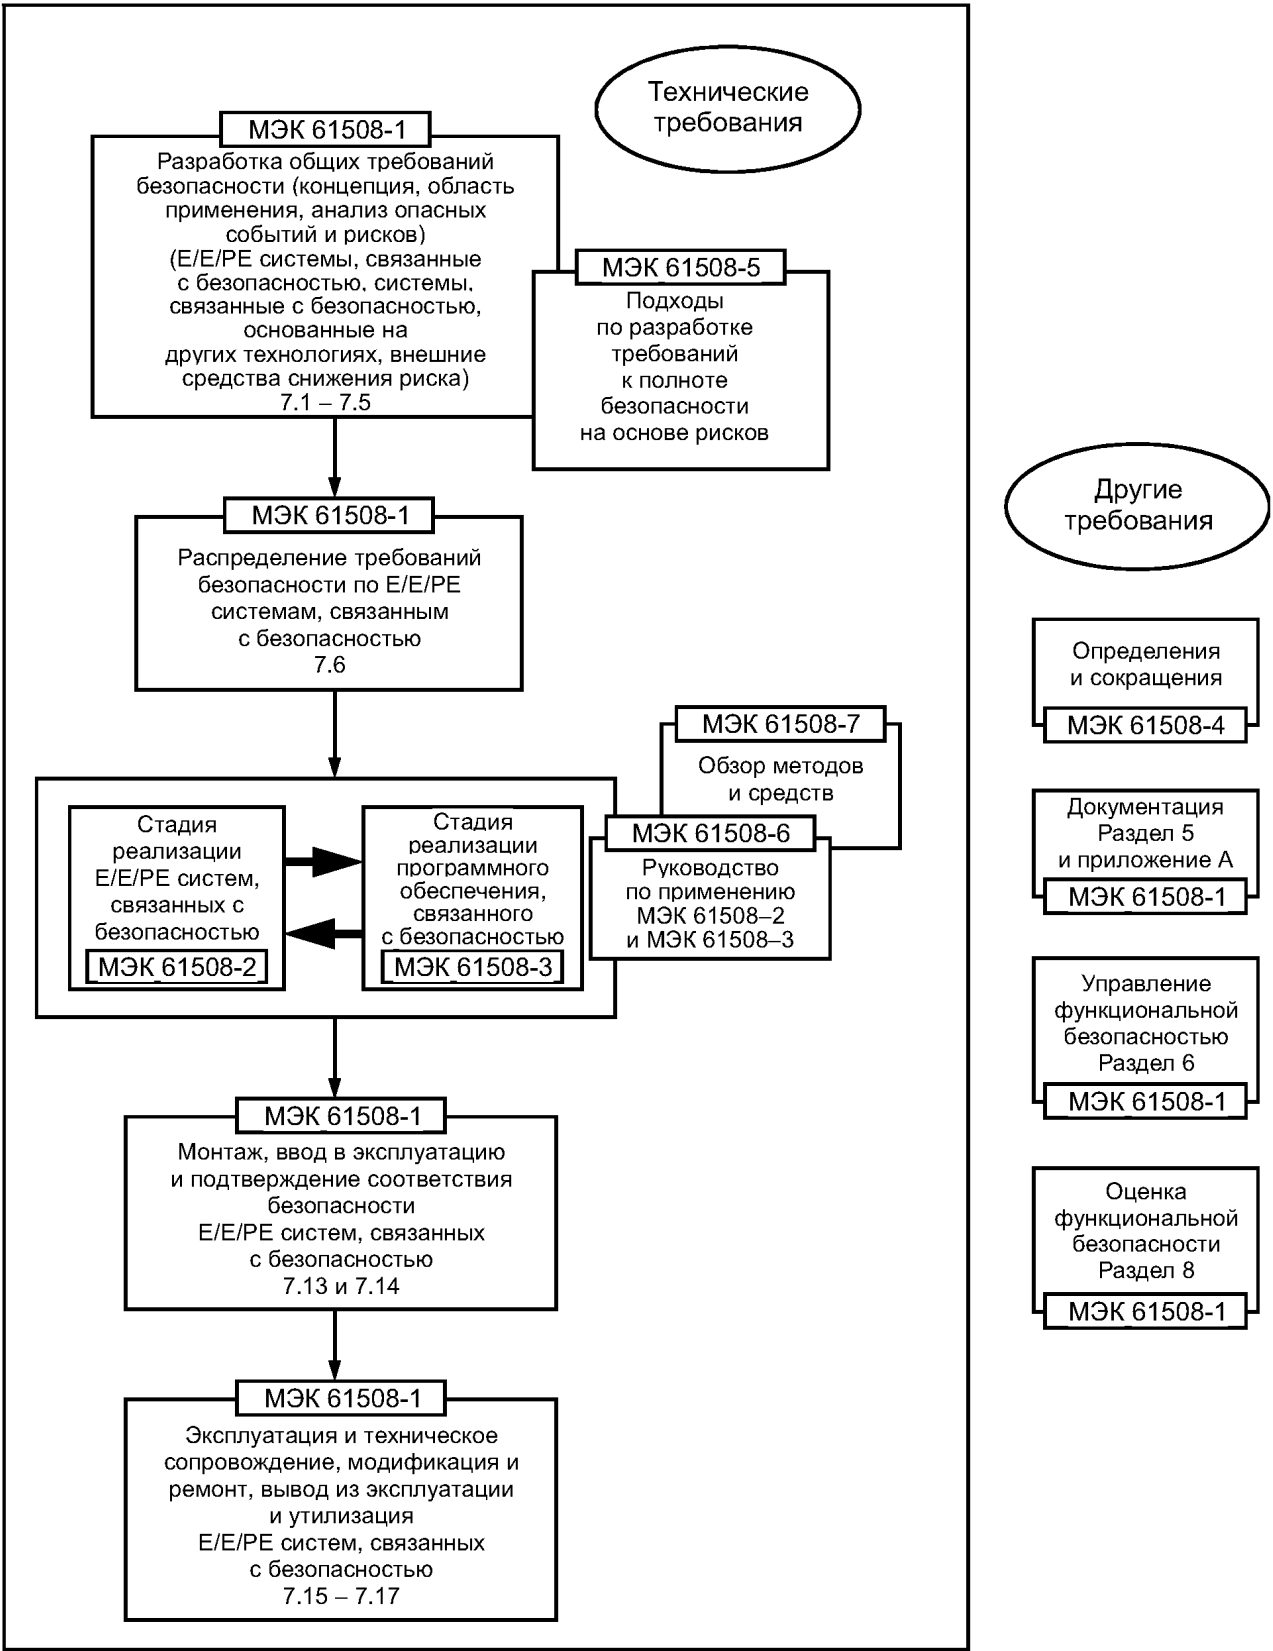 Технические
требования
МЭК 61508-1
Разработка общих требований
безопасности (концепция, область
применения, анализ опасных
событий и рисков)
(Е/Е/РЕ системы, связанные
с безопасностью, системы,
связанные с безопасностью,
основанные на
других технологиях, внешние
средства снижения риска)
7.1 – 7.5
МЭК 61508-5
Подходы
по разработке
требований
к полноте
безопасности
на основе рисков
МЭК 61508-1
Распределение требований
безопасности по Е/Е/РЕ
системам, связанным
с безопасностью
7.6
МЭК 61508-7
Обзор методов
и средств
МЭК 61508-6
Руководство
по применению
МЭК 61508–2
и МЭК 61508–3
Стадия
реализации
Е/Е/РЕ систем,
связанных с
безопасностью
МЭК 61508-2
Стадия
реализации
программного
обеспечения,
связанного
с безопасностью
МЭК 61508-3
МЭК 61508-1
Монтаж, ввод в эксплуатацию
и подтверждение соответствия
безопасности
Е/Е/РЕ систем, связанных
с безопасностью
7.13 и 7.14
МЭК 61508-1
Эксплуатация и техническое
сопровождение, модификация и
ремонт, вывод из эксплуатации
и утилизация
Е/Е/РЕ систем, связанных
с безопасностью
7.15 – 7.17
Другие
требования
Определения
и сокращения
МЭК 61508-4
Документация
Раздел 5
и приложение А
МЭК 61508-1
Управление
функциональной
безопасностью
Раздел 6
МЭК 61508-1
Оценка
функциональной
безопасности
Раздел 8
МЭК 61508-1